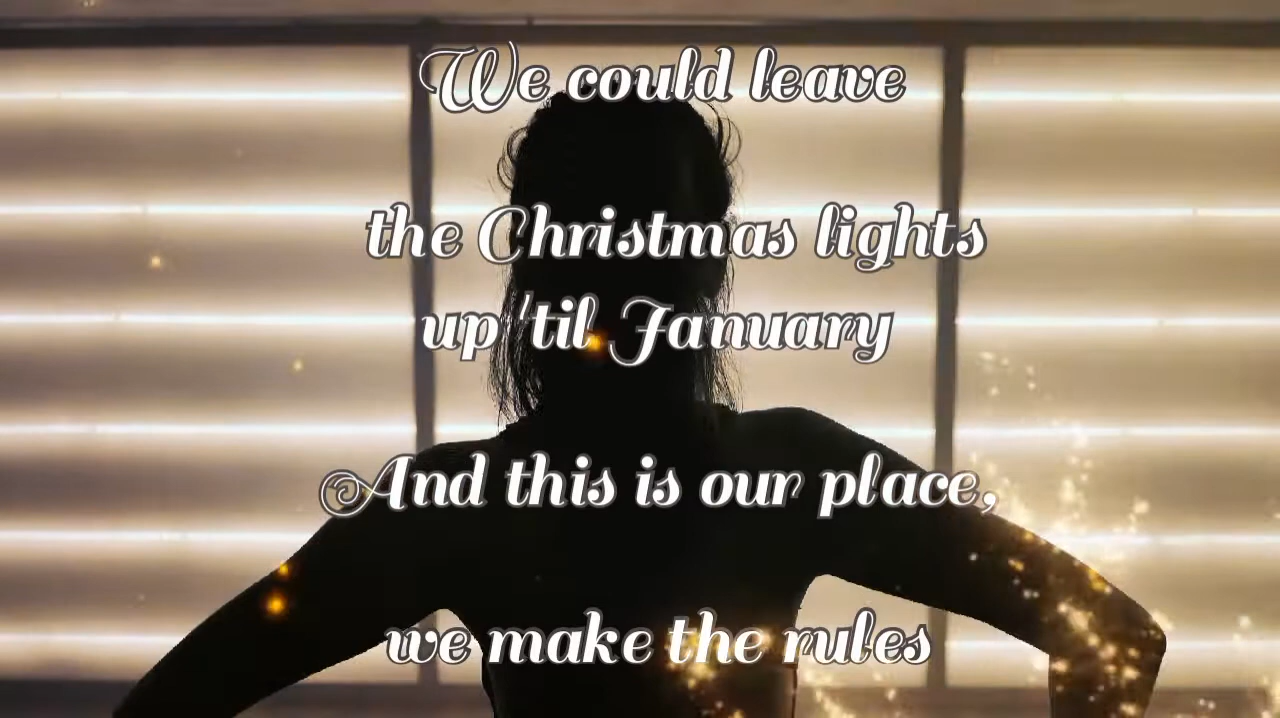 We could leave
the Christmas lights
up 'til January
And this is our place,
we make the rules